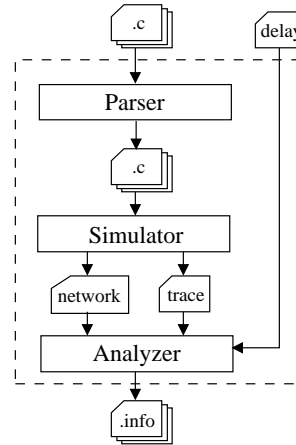 .c
delay
Parser
.c
Simulator
network
trace
Analyzer
.info